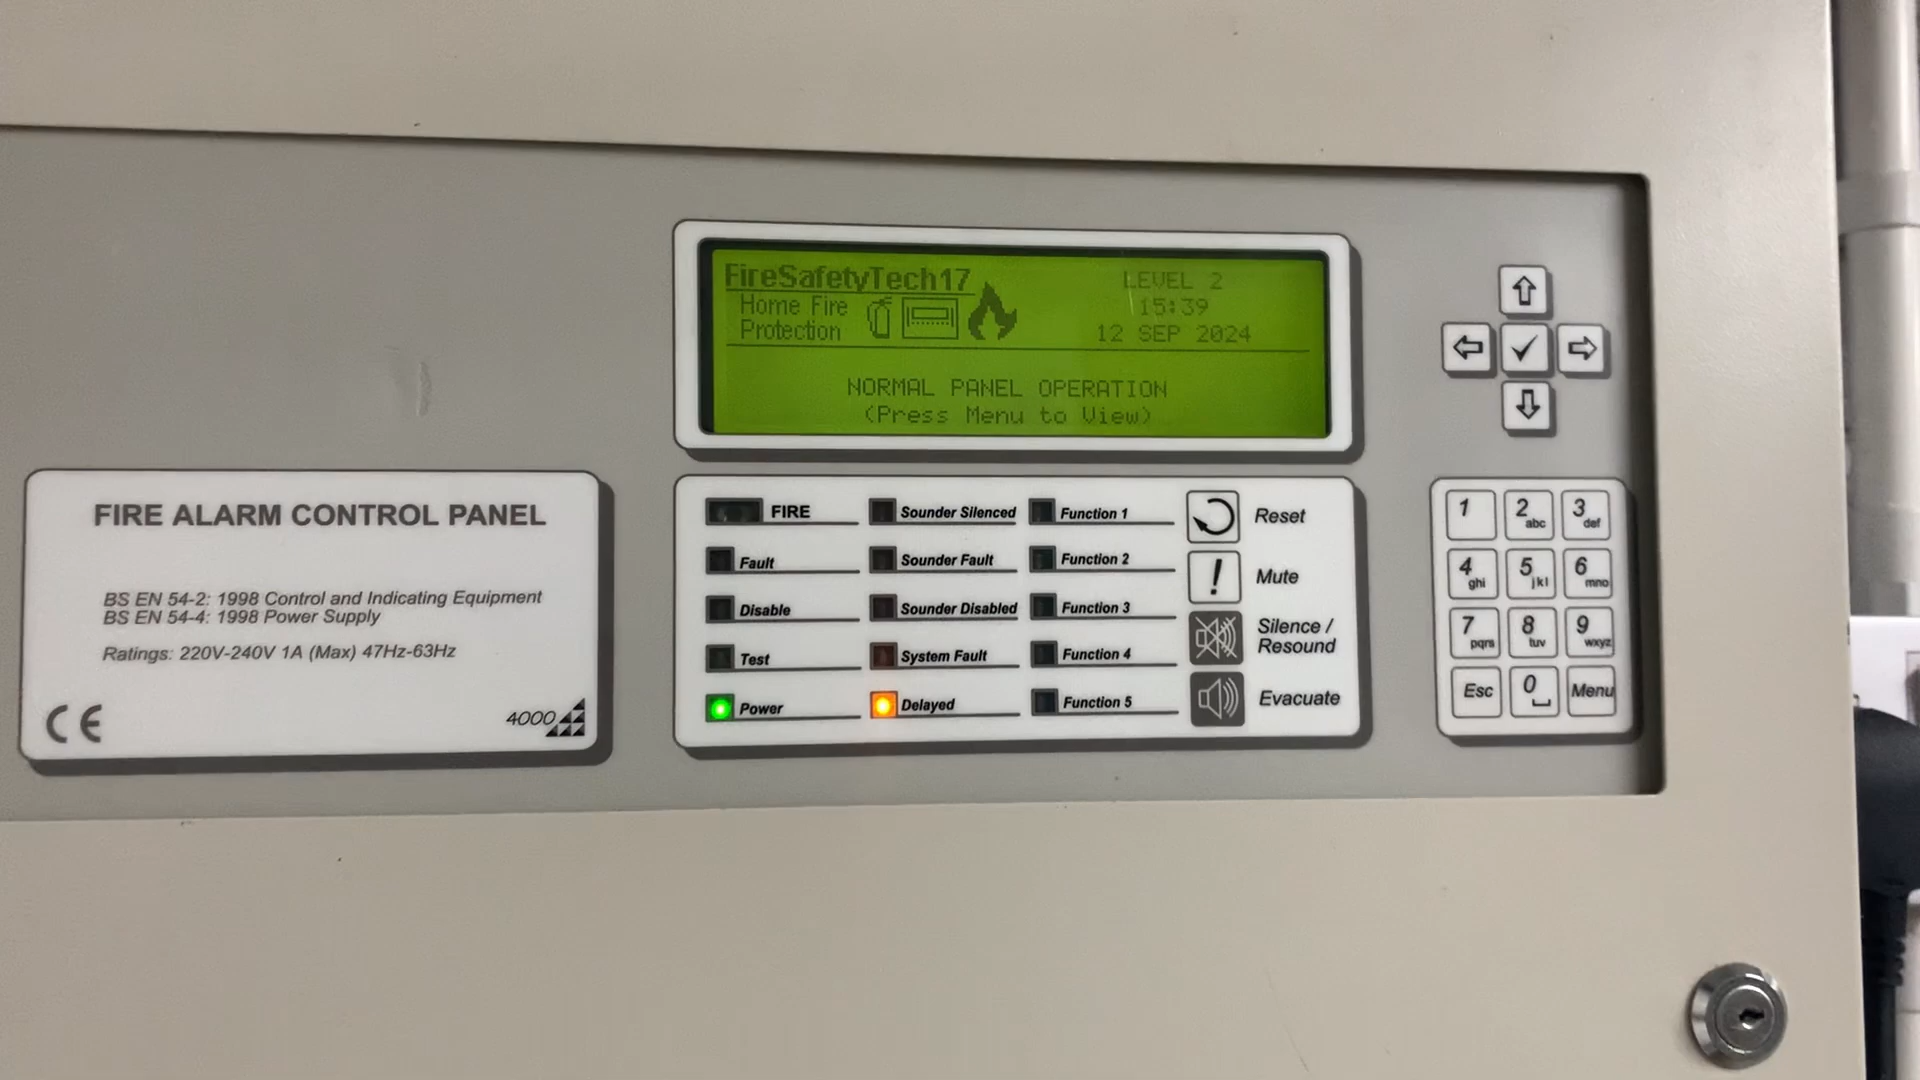 FireSafetyTech17
Home Fire
Protection
LEVEL 2
15:39
12 SEP 2024
NORMAL PANEL OPERATION
(Press Menu to View)
FIRE ALARM CONTROL PANEL
BS EN 54-2: 1998 Control and Indicating Equipment
BS EN 54-4: 1998 Power Supply
Ratings: 220V-240V 1A (Max) 47Hz-63Hz
CE
4000
FIRE
Fault
Disable
Test
Power
Sounder Silenced
Sounder Fault
Sounder Disabled
System Fault
Delayed
Function 1
Function 2
Function 3
Function 4
Function 5
Reset
! Mute
Silence /
Resound
Evacuate
1 2 abc 3 def
4 ghi 5 jkl 6 mno
7 pqrs 8 tuv 9 wxyz
Esc 0 Menu